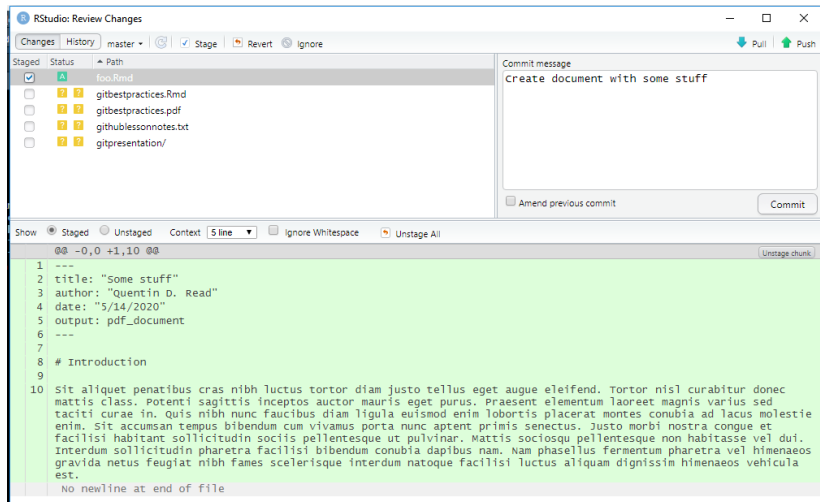 RStudio: Review Changes
Changes History master Stage Revert Ignore Pull Push
Staged Status Path
Commit message
A foo.Rmd
Create document with some stuff
? ? gitbestpractices.Rmd
? ? gitbestpractices.pdf
? ? githublessonnotes.txt
? ? gitpresentation/
Amend previous commit
Commit
Show Staged Unstaged Context 5 line Ignore Whitespace Unstage All
@@ -0,0 +1,10 @@ Unstage chunk
1 ---
2 title: "Some stuff"
3 author: "Quentin D. Read"
4 date: "5/14/2020"
5 output: pdf_document
6 ---
7
8 # Introduction
9
10 Sit aliquet penatibus cras nibh luctus tortor diam justo tellus eget augue eleifend. Tortor nisl curabitur donec
mattis class. Potenti sagittis inceptos auctor mauris eget purus. Praesent elementum laoreet magnis varius sed
taciti curae in. Quis nibh nunc faucibus diam ligula euismod enim lobortis placerat montes conubia ad lacus molestie
enim. Sit accumsan tempus bibendum cum vivamus porta nunc aptent primis senectus. Justo morbi nostra congue et
facilisi habitant sollicitudin sociis pellentesque ut pulvinar. Mattis sociosqu pellentesque non habitasse vel dui.
Interdum sollicitudin pharetra facilisi bibendum conubia dapibus nam. Nam phasellus fermentum pharetra vel himenaeos
gravida netus feugiat nibh fames scelerisque interdum natoque facilisi luctus aliquam dignissim himenaeos vehicula
est.
No newline at end of file